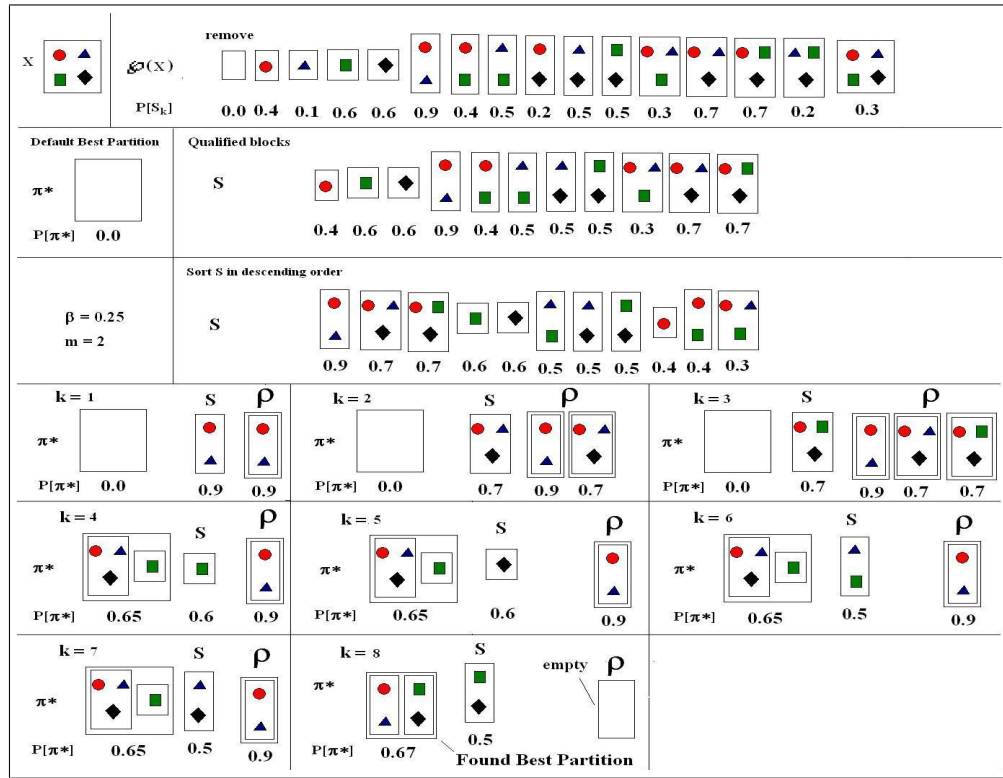 remove
X
℘(X)
P[Sₖ] 0.0 0.4 0.1 0.6 0.6 0.9 0.4 0.5 0.2 0.5 0.5 0.3 0.7 0.7 0.2 0.3
Default Best Partition
π*
P[π*] 0.0
Qualified blocks
S
0.4 0.6 0.6 0.9 0.4 0.5 0.5 0.5 0.3 0.7 0.7
β = 0.25
m = 2
Sort S in descending order
S
0.9 0.7 0.7 0.6 0.6 0.5 0.5 0.5 0.4 0.4 0.3
k = 1 S ρ
π*
P[π*] 0.0 0.9 0.9
k = 2 S ρ
π*
P[π*] 0.0 0.7 0.9 0.7
k = 3 S ρ
π*
P[π*] 0.0 0.7 0.9 0.7 0.7
k = 4 S ρ
π*
P[π*] 0.65 0.6 0.9
k = 5 S ρ
π*
P[π*] 0.65 0.6 0.9
k = 6 S ρ
π*
P[π*] 0.65 0.5 0.9
k = 7 S ρ
π*
P[π*] 0.65 0.5 0.9
k = 8 S ρ
empty
π*
P[π*] 0.67 0.5
Found Best Partition